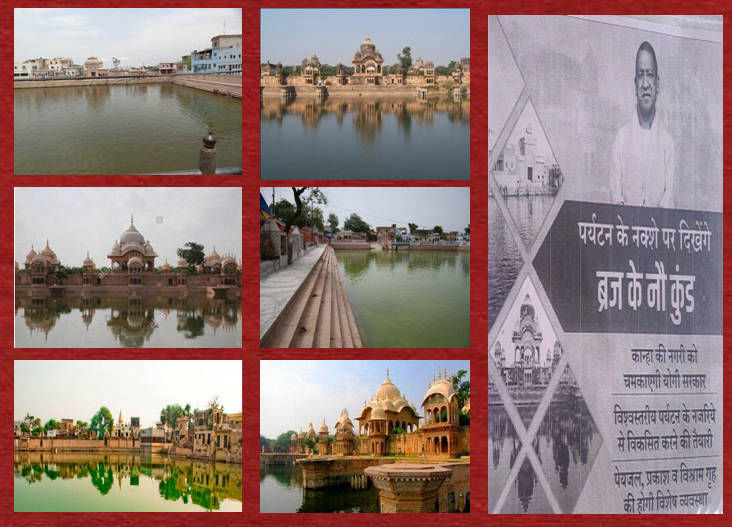 पर्यटन के नक्शे पर दिखेंगे
ब्रज के नौ कुंड
कान्हा की नगरी को
चमकाएगी योगी सरकार
विश्वस्तरीय पर्यटन के नजरिये
से विकसित करने की तैयारी
पेयजल, प्रकाश व विश्राम गृह
की होगी विशेष व्यवस्था